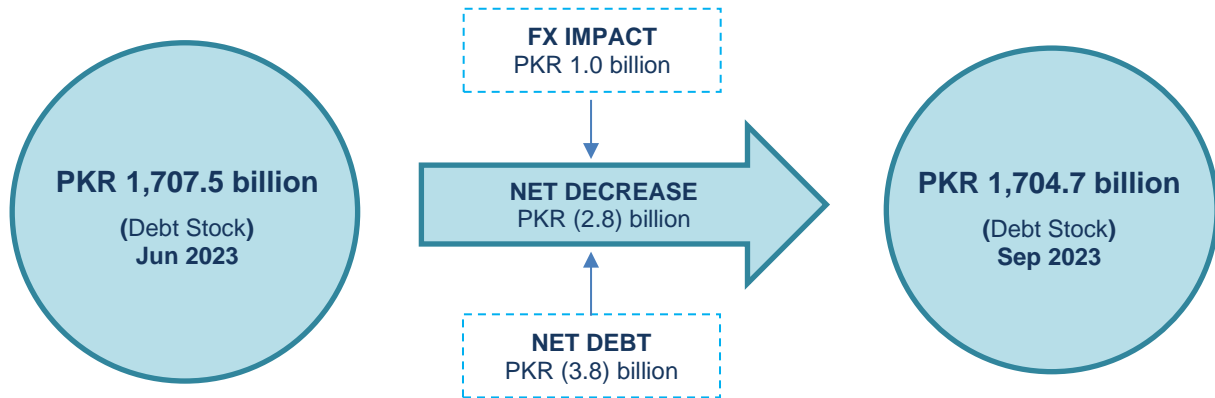 FX IMPACT
PKR 1.0 billion
PKR 1,707.5 billion
(Debt Stock)
Jun 2023
NET DECREASE
PKR (2.8) billion
PKR 1,704.7 billion
(Debt Stock)
Sep 2023
NET DEBT
PKR (3.8) billion